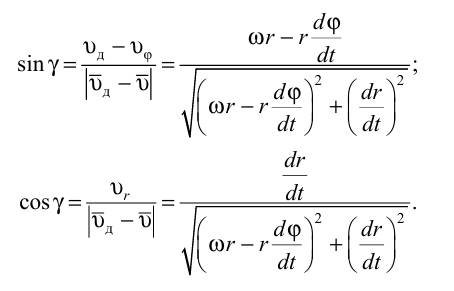 sin γ = (υ_д − υ_φ) / |ῡ_д − ῡ| = (ωr − r dφ/dt) / √((ωr − r dφ/dt)² + (dr/dt)²);
cos γ = υ_r / |ῡ_д − ῡ| = (dr/dt) / √((ωr − r dφ/dt)² + (dr/dt)²).